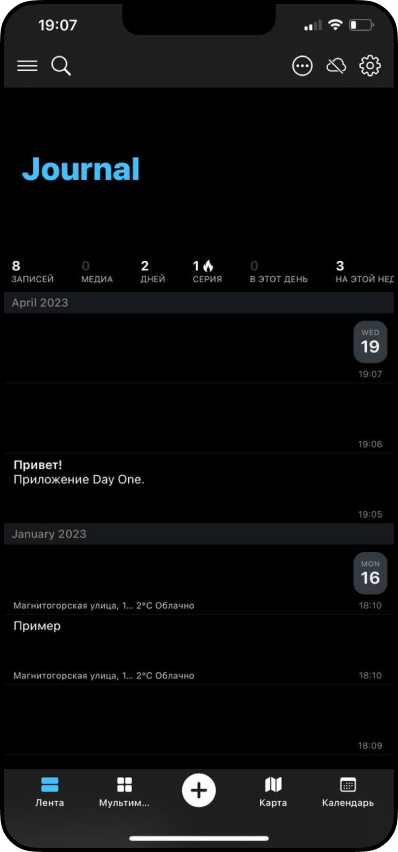 19:07
Journal
8 0 2 1 0 3
ЗАПИСЕЙ МЕДИА ДНЕЙ СЕРИЯ В ЭТОТ ДЕНЬ НА ЭТОЙ НЕД
April 2023
WED
19
19:07
19:06
Привет!
Приложение Day One.
19:05
January 2023
MON
16
Магнитогорская улица, 1... 2°C Облачно 18:10
Пример
Магнитогорская улица, 1... 2°C Облачно 18:10
18:09
Лента Мультим... Карта Календарь